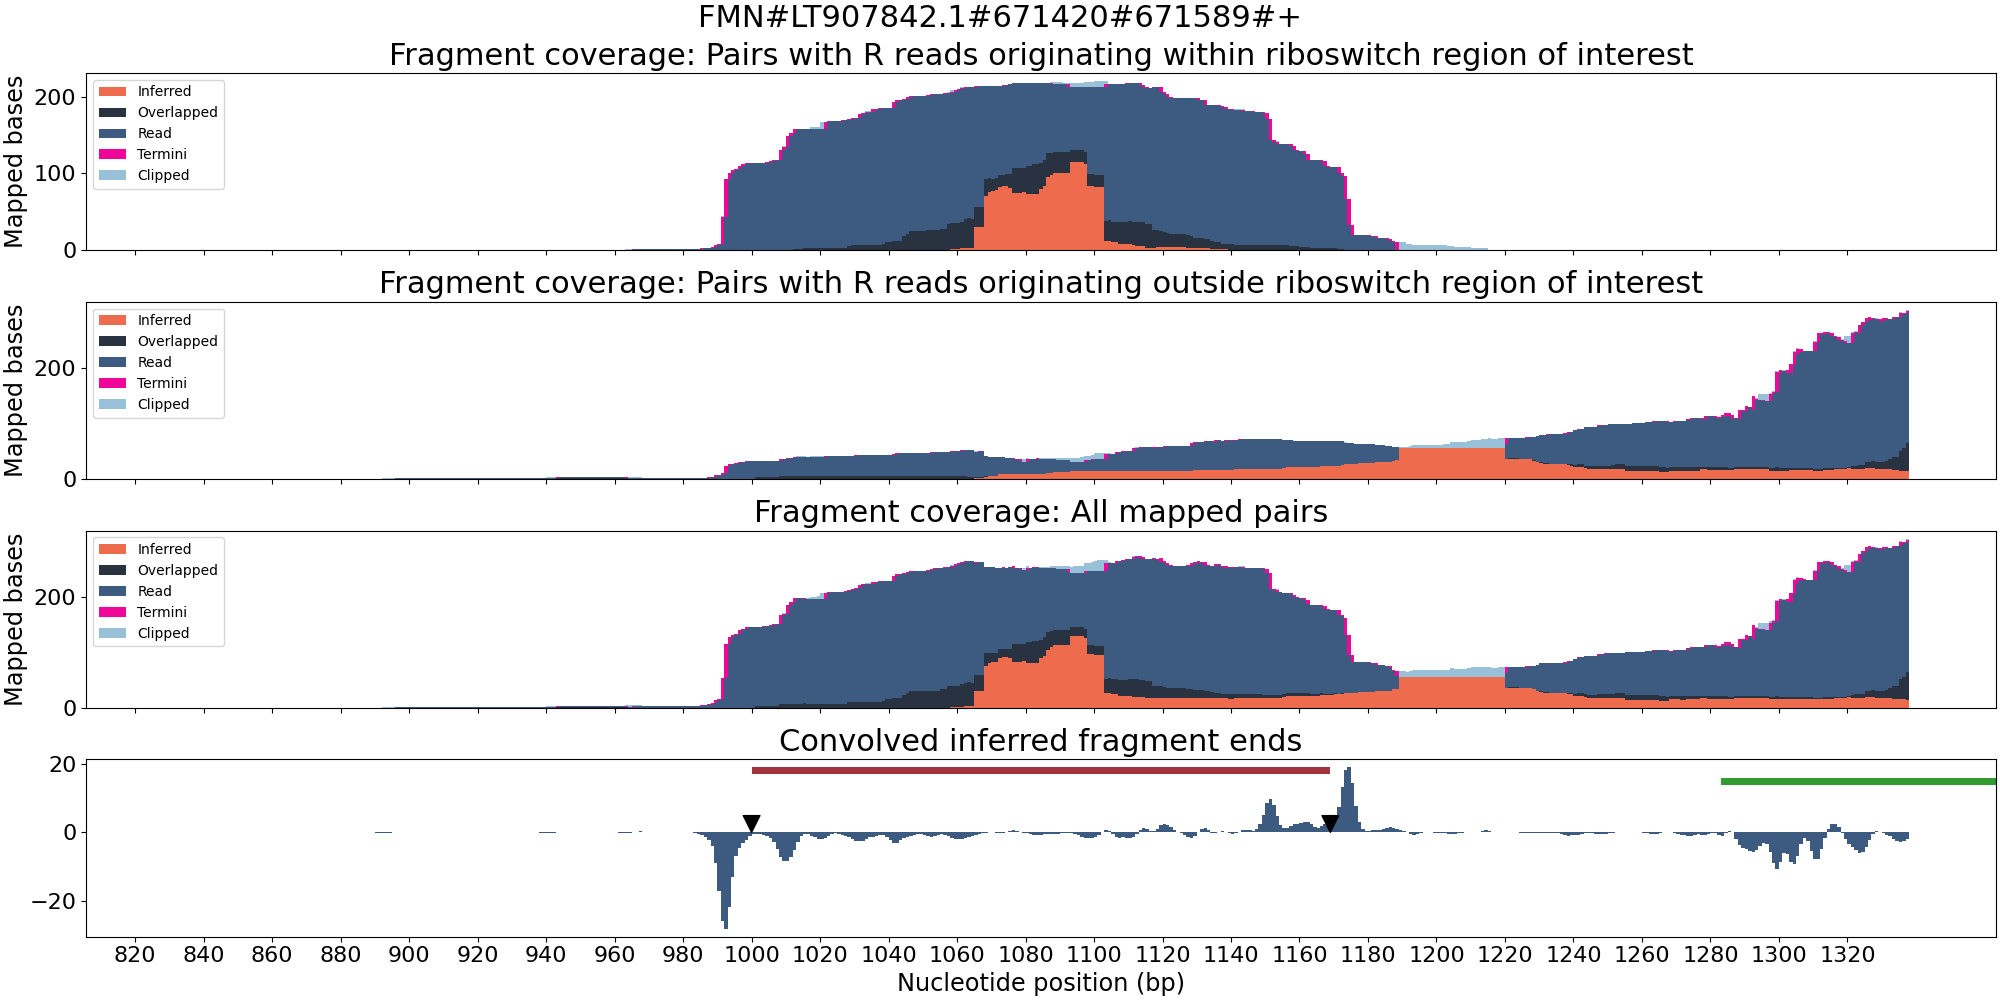 FMN#LT907842.1#671420#671589#+
Fragment coverage: Pairs with R reads originating within riboswitch region of interest
Mapped bases
200
100
0
Inferred
Overlapped
Read
Termini
Clipped
Fragment coverage: Pairs with R reads originating outside riboswitch region of interest
Mapped bases
200
0
Inferred
Overlapped
Read
Termini
Clipped
Fragment coverage: All mapped pairs
Mapped bases
200
0
Inferred
Overlapped
Read
Termini
Clipped
Convolved inferred fragment ends
20
0
−20
820 840 860 880 900 920 940 960 980 1000 1020 1040 1060 1080 1100 1120 1140 1160 1180 1200 1220 1240 1260 1280 1300 1320
Nucleotide position (bp)